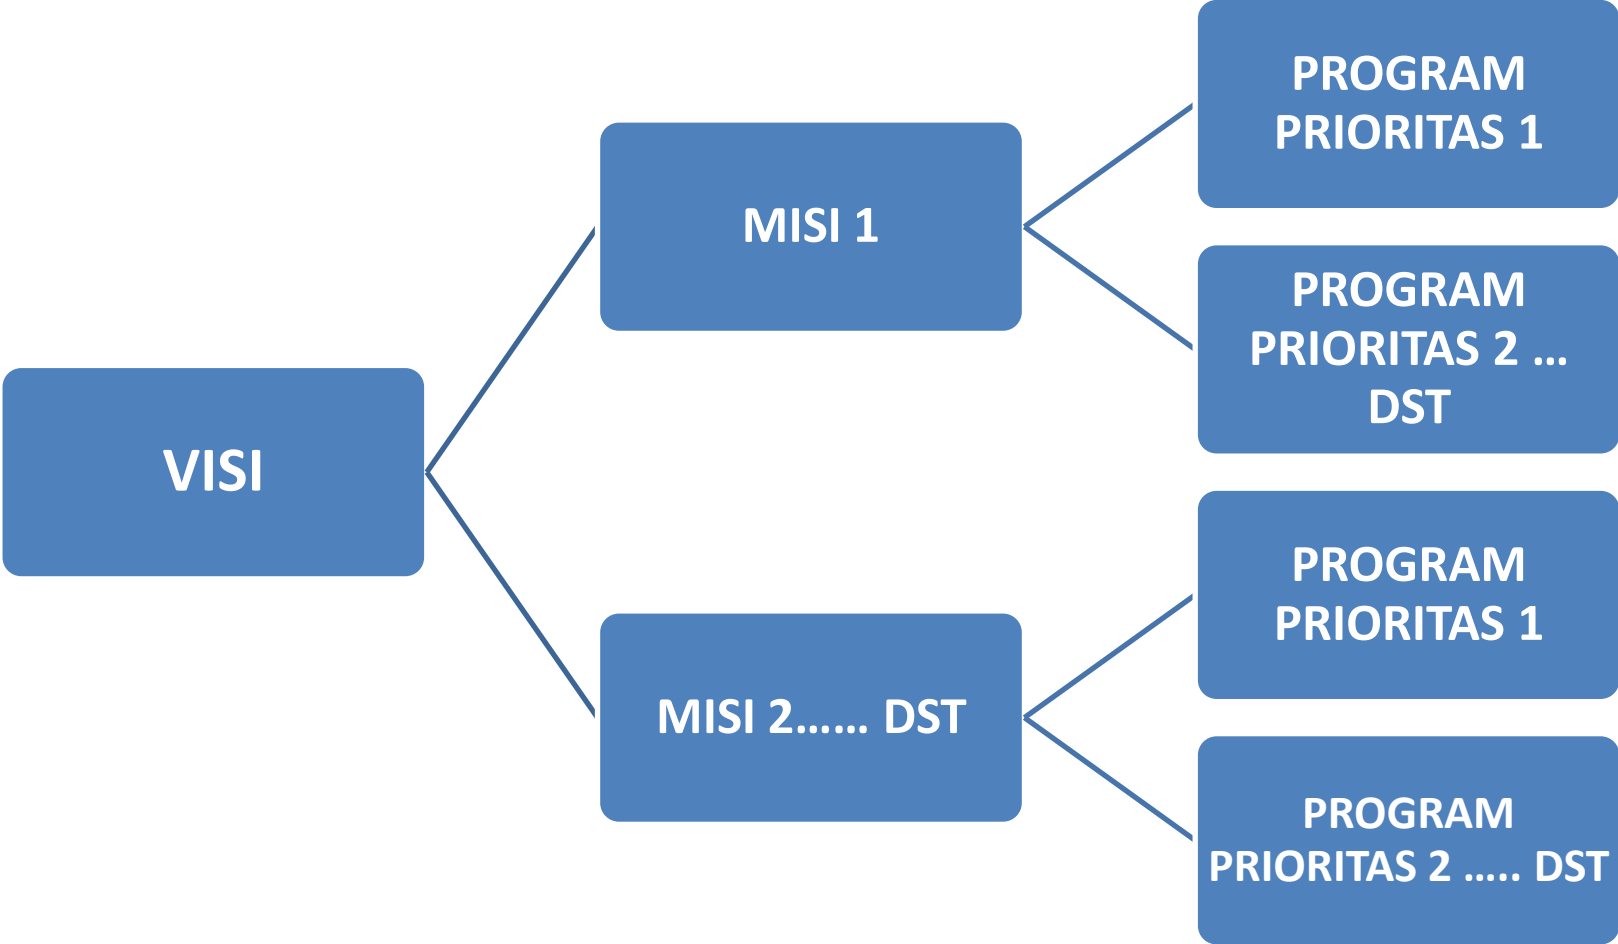 VISI
MISI 1
PROGRAM
PRIORITAS 1
PROGRAM
PRIORITAS 2 ...
DST
MISI 2...... DST
PROGRAM
PRIORITAS 1
PROGRAM
PRIORITAS 2 ..... DST